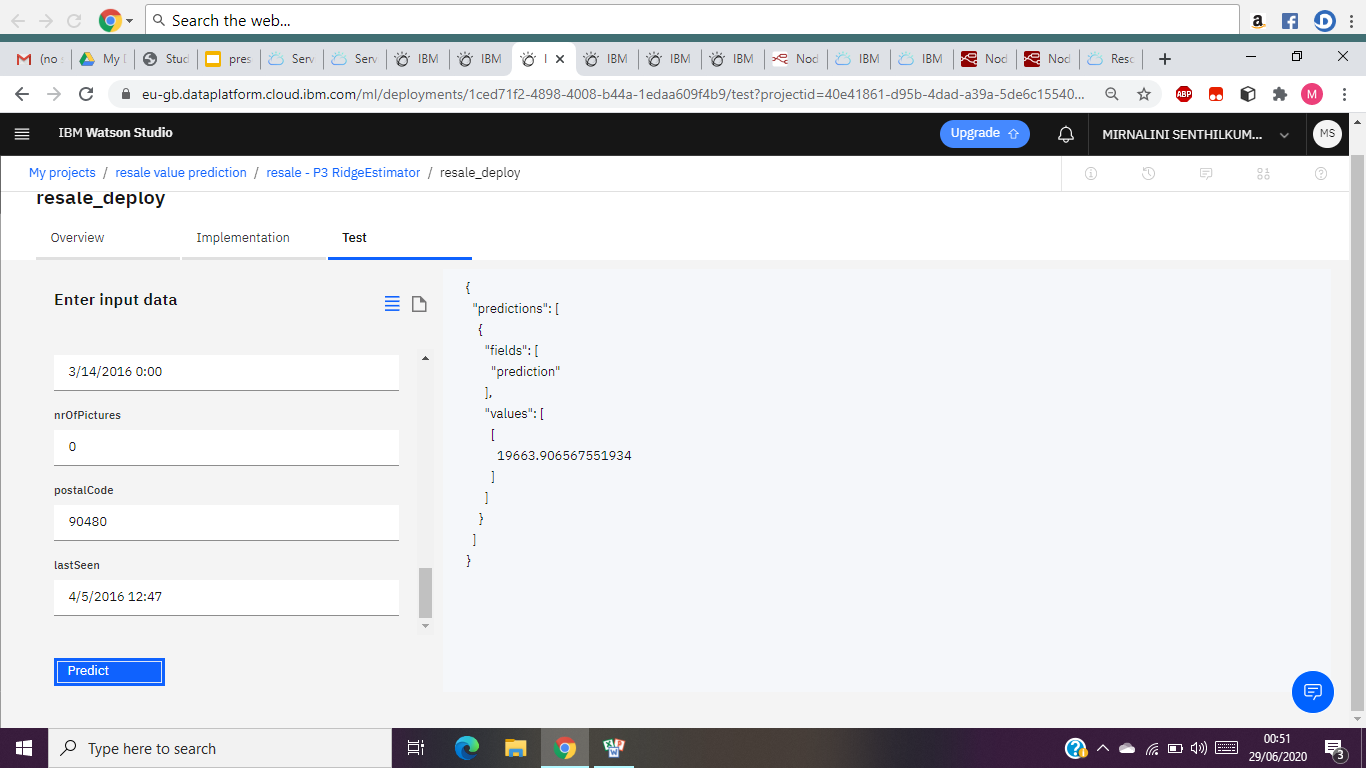 Search the web...
(no
My
Stud
pres
Serv
Serv
IBM
IBM
I
IBM
IBM
IBM
Nod
IBM
IBM
Nod
Nod
Resc
eu-gb.dataplatform.cloud.ibm.com/ml/deployments/1ced71f2-4898-4008-b44a-1edaa609f4b9/test?projectid=40e41861-d95b-4dad-a39a-5de6c15540...
ABP
M
IBM Watson Studio
Upgrade
MIRNALINI SENTHILKUM...
MS
My projects / resale value prediction / resale - P3 RidgeEstimator / resale_deploy
resale_deploy
Overview
Implementation
Test
Enter input data
3/14/2016 0:00
nrOfPictures
0
postalCode
90480
lastSeen
4/5/2016 12:47
Predict
{
"predictions": [
{
"fields": [
"prediction"
],
"values": [
[
19663.906567551934
]
]
}
]
}
Type here to search
00:51
29/06/2020
3